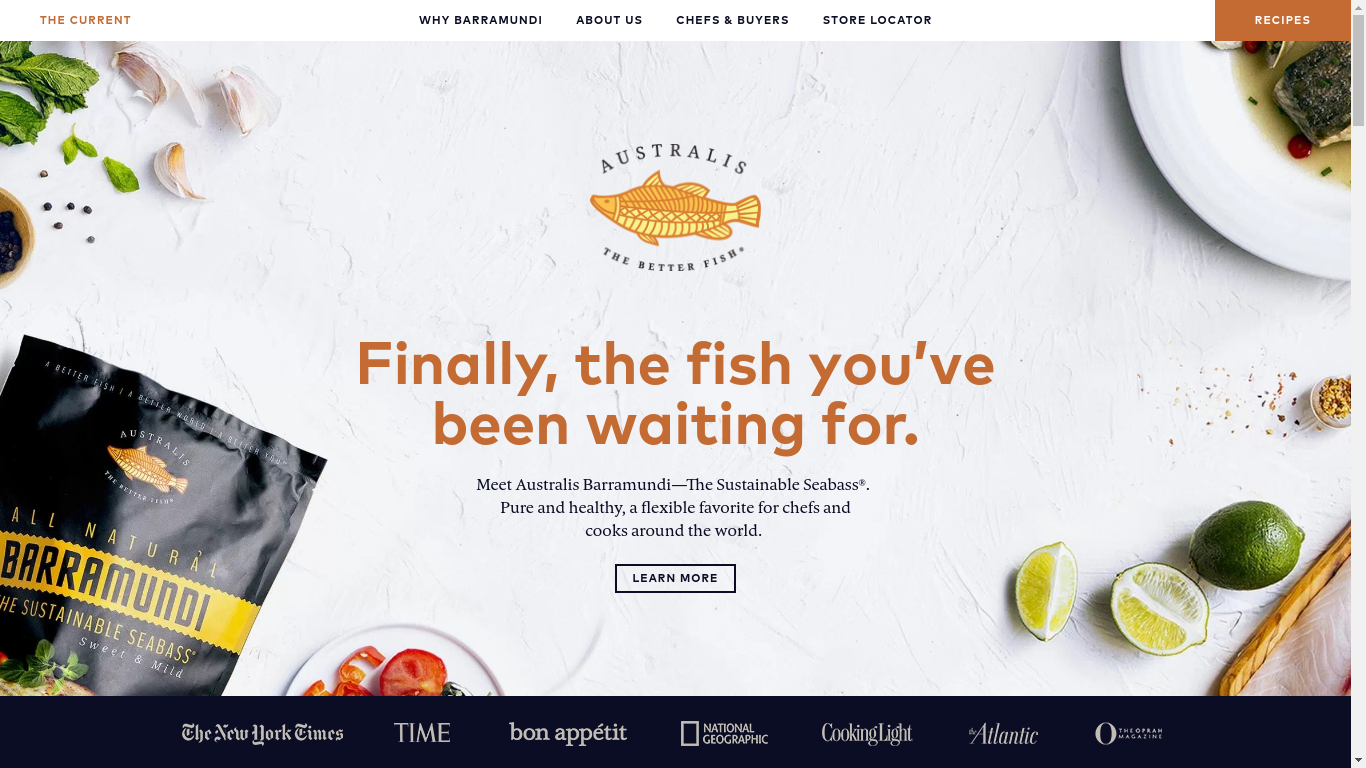 THE CURRENT
WHY BARRAMUNDI
ABOUT US
CHEFS & BUYERS
STORE LOCATOR
RECIPES
AUSTRALIS
THE BETTER FISH®
Finally, the fish you've
been waiting for.
Meet Australis Barramundi—The Sustainable Seabass®.
Pure and healthy, a flexible favorite for chefs and
cooks around the world.
LEARN MORE
A BETTER FISH | A BETTER WORLD | A BETTER YOU™
AUSTRALIS
THE BETTER FISH®
ALL NATURAL
BARRAMUNDI
THE SUSTAINABLE SEABASS®
Sweet & Mild
The New York Times
TIME
bon appétit
NATIONAL
GEOGRAPHIC
CookingLight
the Atlantic
O THE OPRAH
MAGAZINE